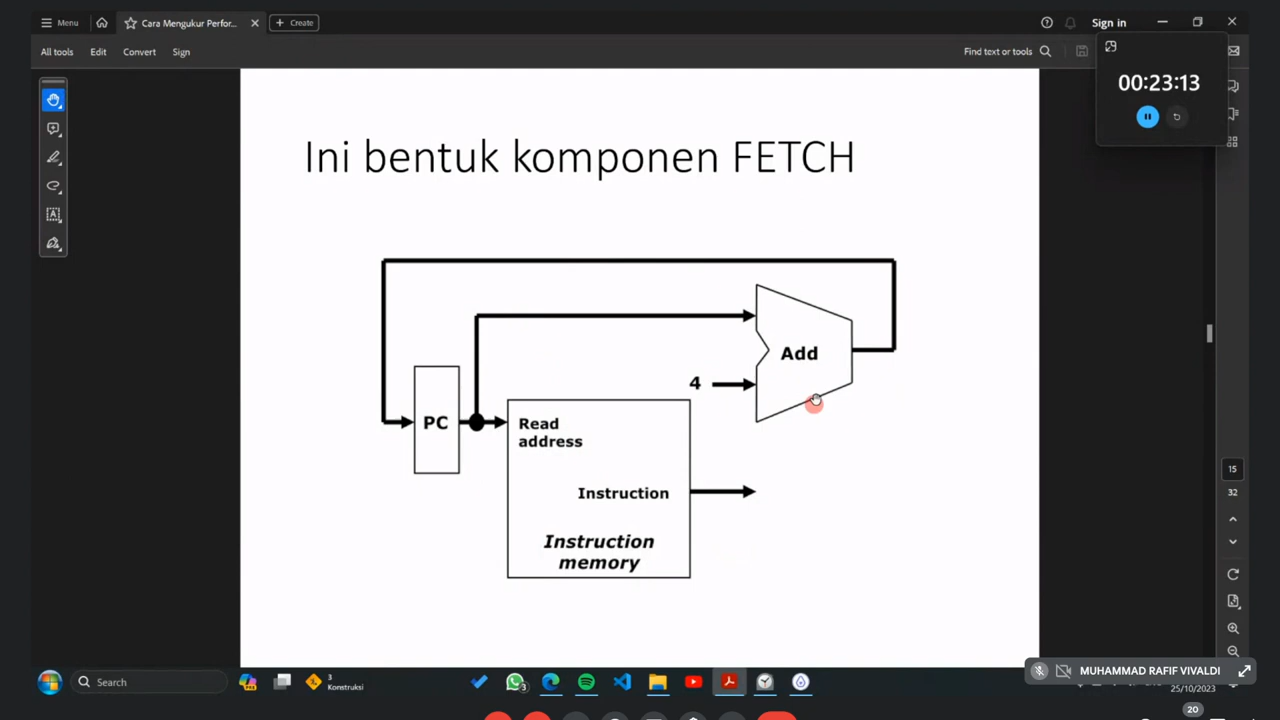 Menu
Cara Mengukur Perfor...
Create
Sign in
All tools
Edit
Convert
Sign
Find text or tools
00:23:13
Ini bentuk komponen FETCH
Add
4
PC
Read
address
Instruction
Instruction
memory
15
32
Search
3
Konstruksi
3
MUHAMMAD RAFIF VIVALDI
25/10/2023
20